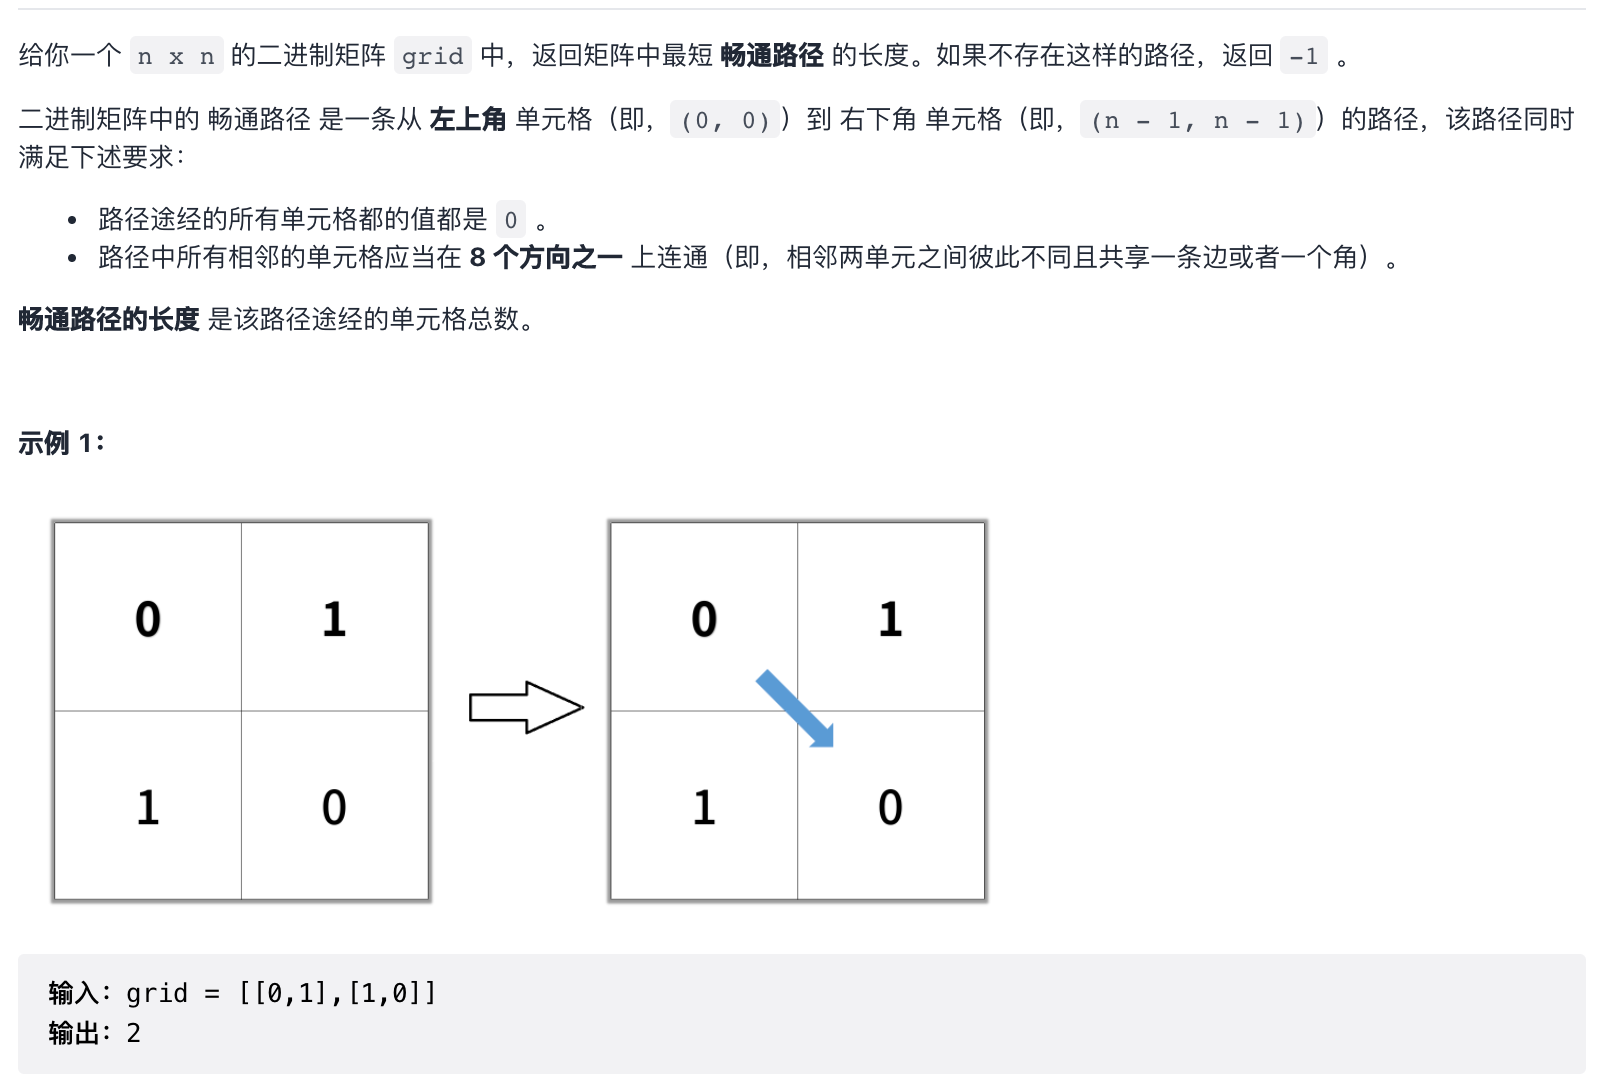 给你一个 n x n 的二进制矩阵 grid 中，返回矩阵中最短 畅通路径 的长度。如果不存在这样的路径，返回 -1 。
二进制矩阵中的 畅通路径 是一条从 左上角 单元格（即，(0, 0)）到 右下角 单元格（即，(n - 1, n - 1)）的路径，该路径同时
满足下述要求：
• 路径途经的所有单元格都的值都是 0 。
• 路径中所有相邻的单元格应当在 8 个方向之一 上连通（即，相邻两单元之间彼此不同且共享一条边或者一个角）。
畅通路径的长度 是该路径途经的单元格总数。
示例 1：
0 1 0 1
1 0 1 0
输入：grid = [[0,1],[1,0]]
输出：2